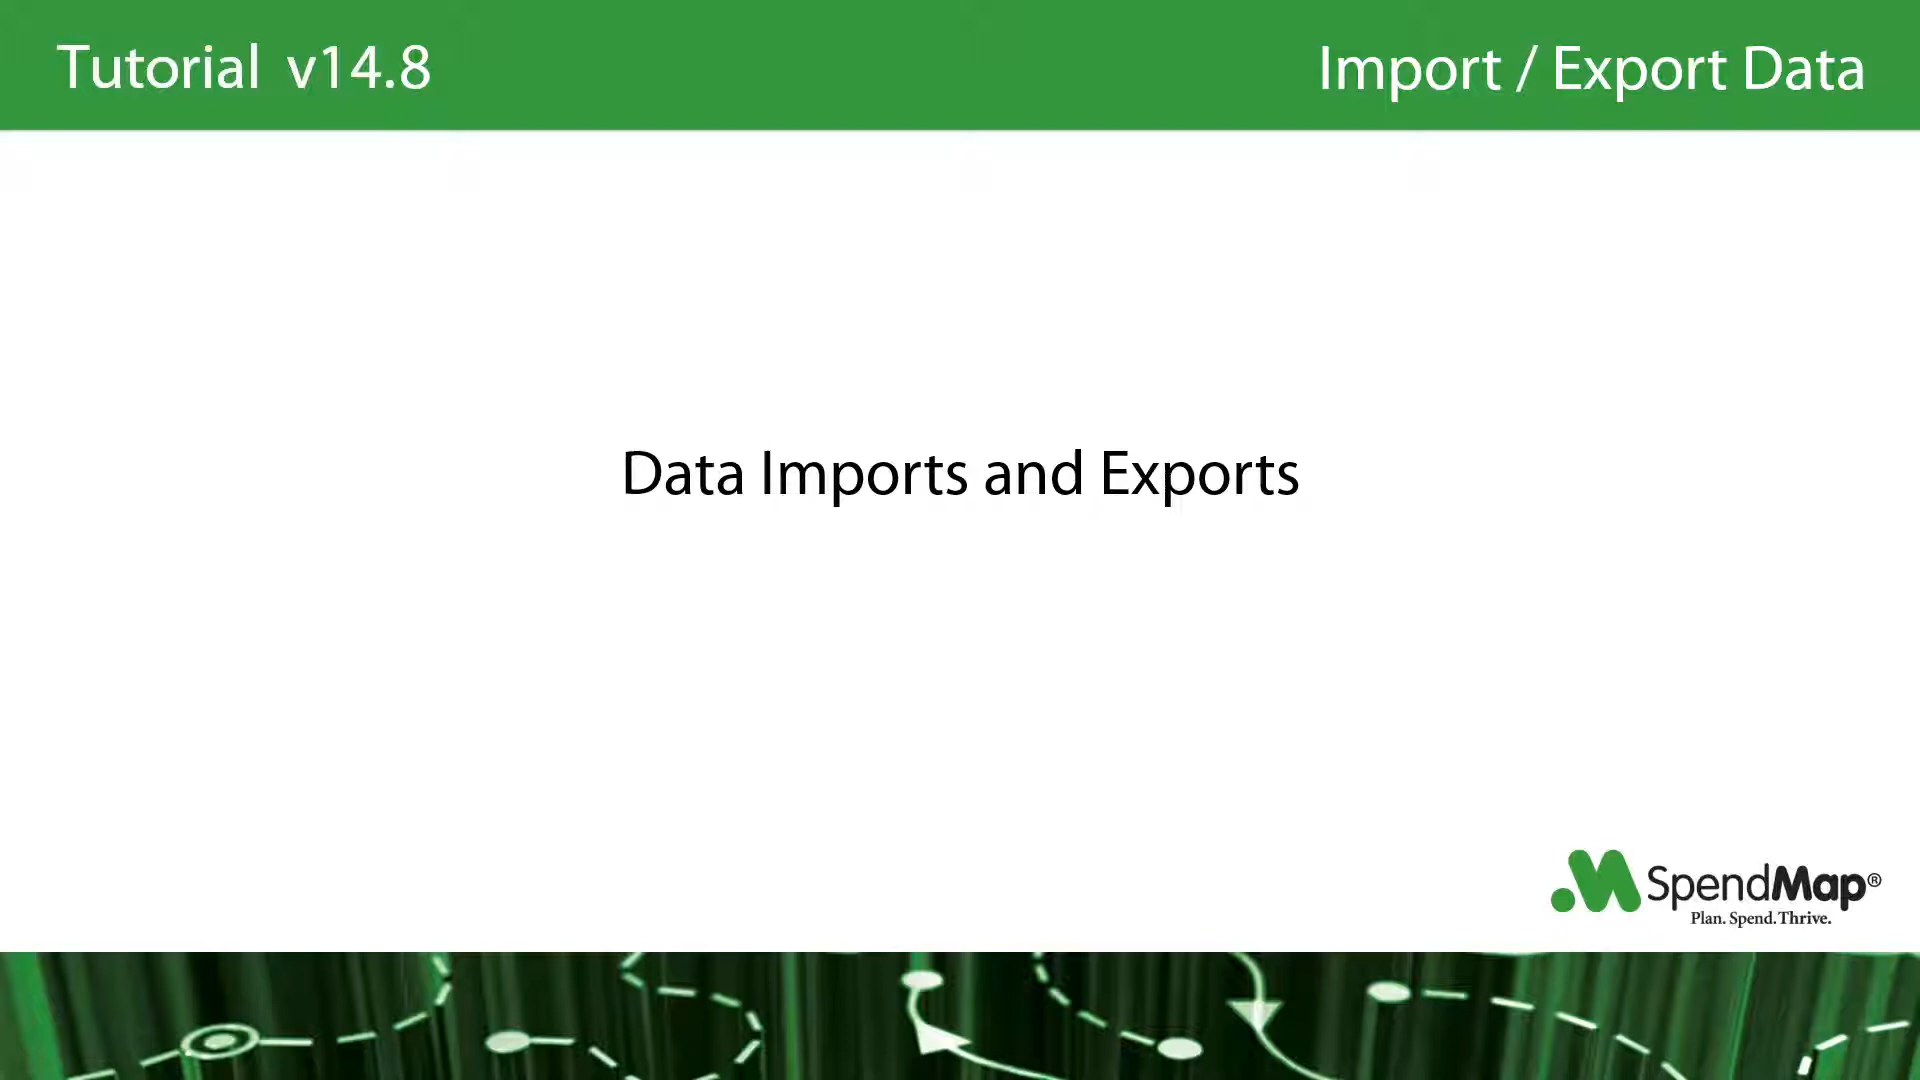 Tutorial v14.8
Import / Export Data
Data Imports and Exports
SpendMap®
Plan. Spend. Thrive.